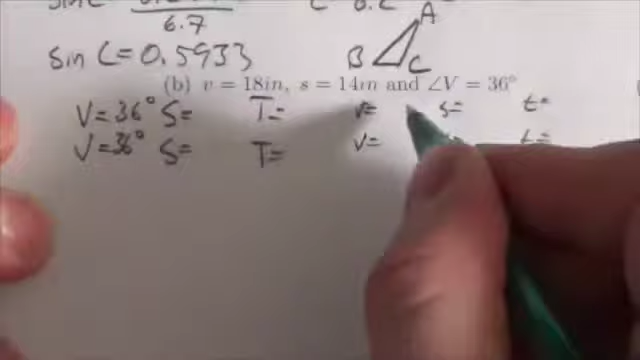 6.7
sin C = 0.5933
A
B
C
(b) v = 18in, s = 14in and ∠V = 36°
V = 36° S = T = v = s = t =
V = 36° S = T = v = t =